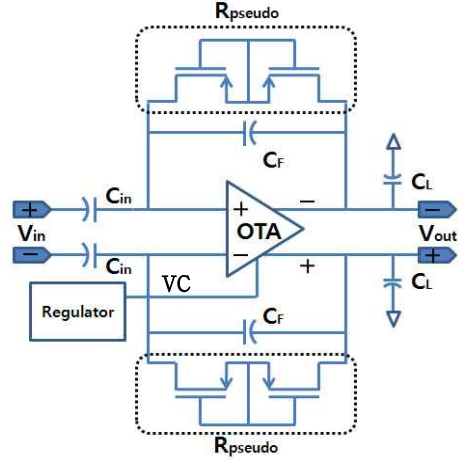 Rpseudo
CF
Cin
CL
+
Vin
−
+
−
OTA
−
+
−
Vout
+
Cin
VC
CL
Regulator
CF
Rpseudo